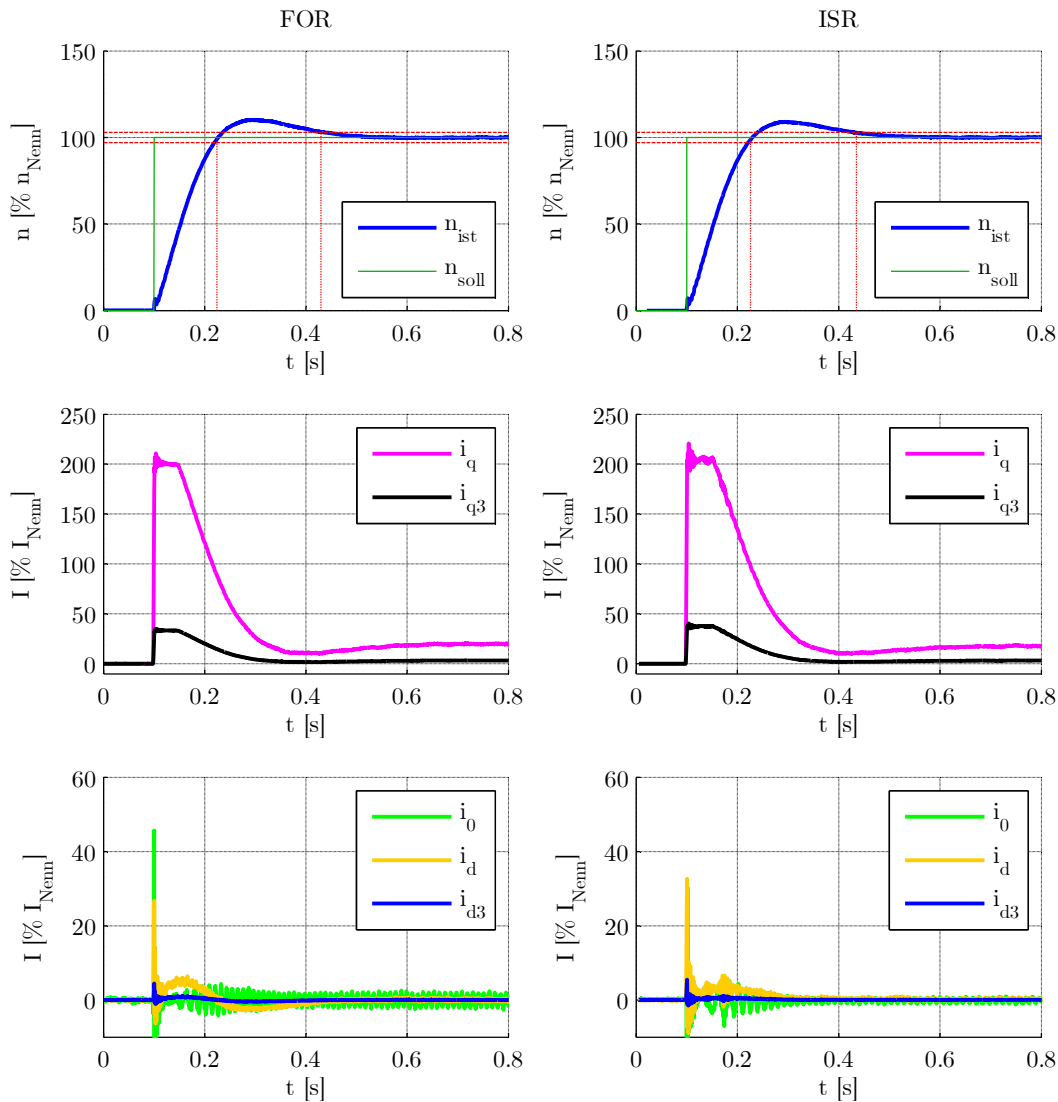 FOR
150
100
50
0
n [% n_Nenn]
n_ist
n_soll
0 0.2 0.4 0.6 0.8
t [s]
ISR
150
100
50
0
n [% n_Nenn]
n_ist
n_soll
0 0.2 0.4 0.6 0.8
t [s]
250
200
150
100
50
0
I [% I_Nenn]
i_q
i_q3
0 0.2 0.4 0.6 0.8
t [s]
250
200
150
100
50
0
I [% I_Nenn]
i_q
i_q3
0 0.2 0.4 0.6 0.8
t [s]
60
40
20
0
I [% I_Nenn]
i_0
i_d
i_d3
0 0.2 0.4 0.6 0.8
t [s]
60
40
20
0
I [% I_Nenn]
i_0
i_d
i_d3
0 0.2 0.4 0.6 0.8
t [s]